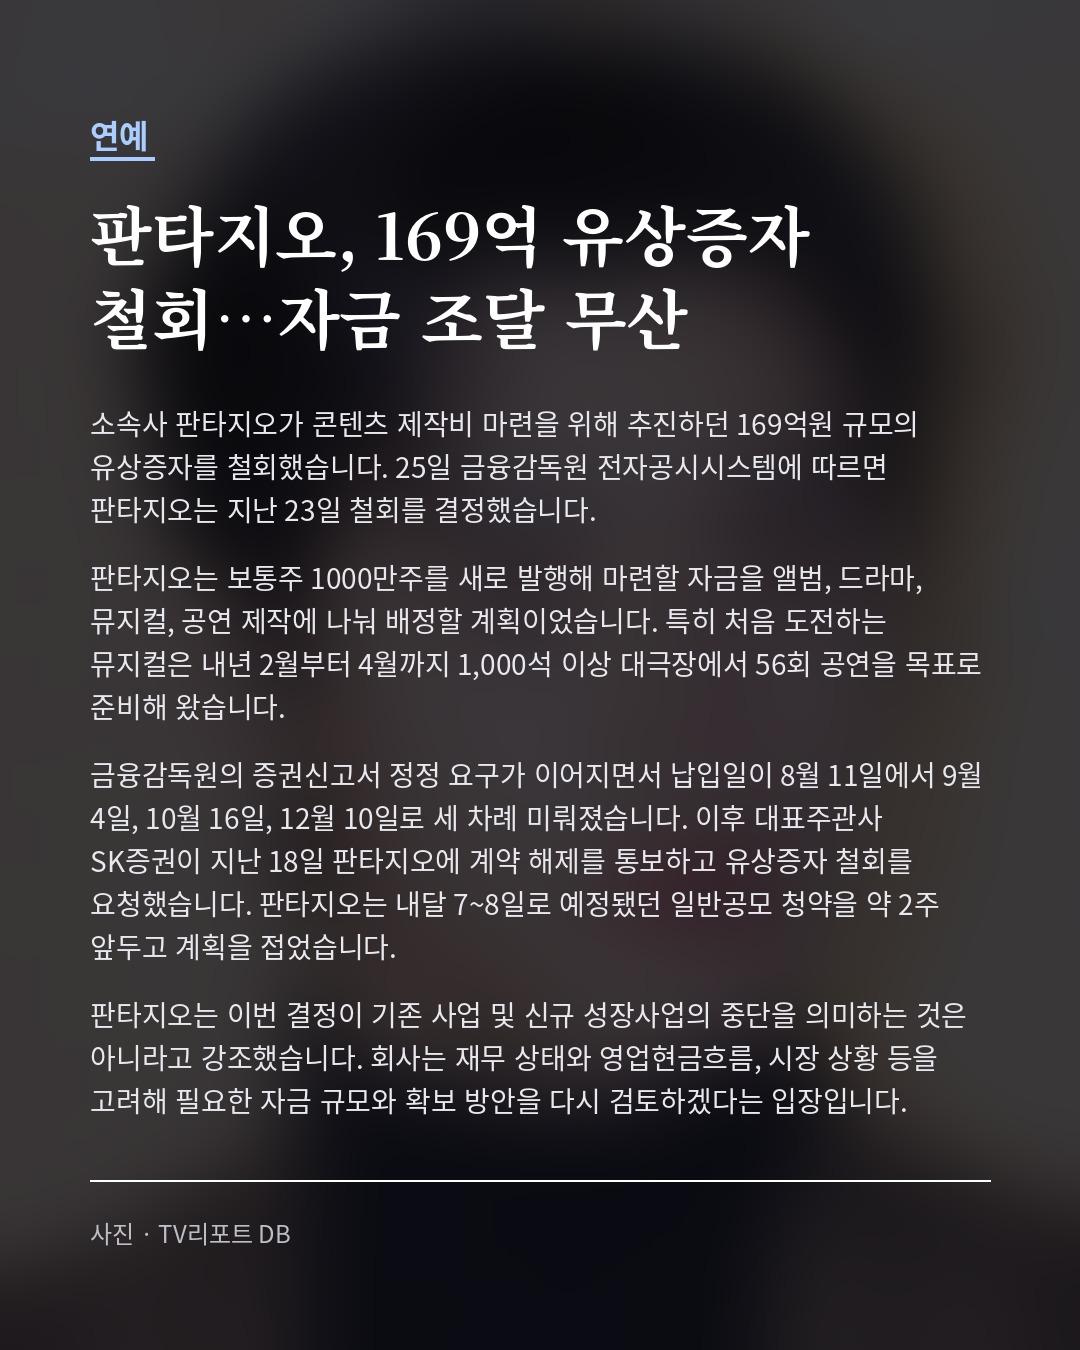 연예
판타지오, 169억 유상증자
철회…자금 조달 무산
소속사 판타지오가 콘텐츠 제작비 마련을 위해 추진하던 169억원 규모의
유상증자를 철회했습니다. 25일 금융감독원 전자공시시스템에 따르면
판타지오는 지난 23일 철회를 결정했습니다.
판타지오는 보통주 1000만주를 새로 발행해 마련할 자금을 앨범, 드라마,
뮤지컬, 공연 제작에 나눠 배정할 계획이었습니다. 특히 처음 도전하는
뮤지컬은 내년 2월부터 4월까지 1,000석 이상 대극장에서 56회 공연을 목표로
준비해 왔습니다.
금융감독원의 증권신고서 정정 요구가 이어지면서 납입일이 8월 11일에서 9월
4일, 10월 16일, 12월 10일로 세 차례 미뤄졌습니다. 이후 대표주관사
SK증권이 지난 18일 판타지오에 계약 해제를 통보하고 유상증자 철회를
요청했습니다. 판타지오는 내달 7~8일로 예정됐던 일반공모 청약을 약 2주
앞두고 계획을 접었습니다.
판타지오는 이번 결정이 기존 사업 및 신규 성장사업의 중단을 의미하는 것은
아니라고 강조했습니다. 회사는 재무 상태와 영업현금흐름, 시장 상황 등을
고려해 필요한 자금 규모와 확보 방안을 다시 검토하겠다는 입장입니다.
사진 · TV리포트 DB